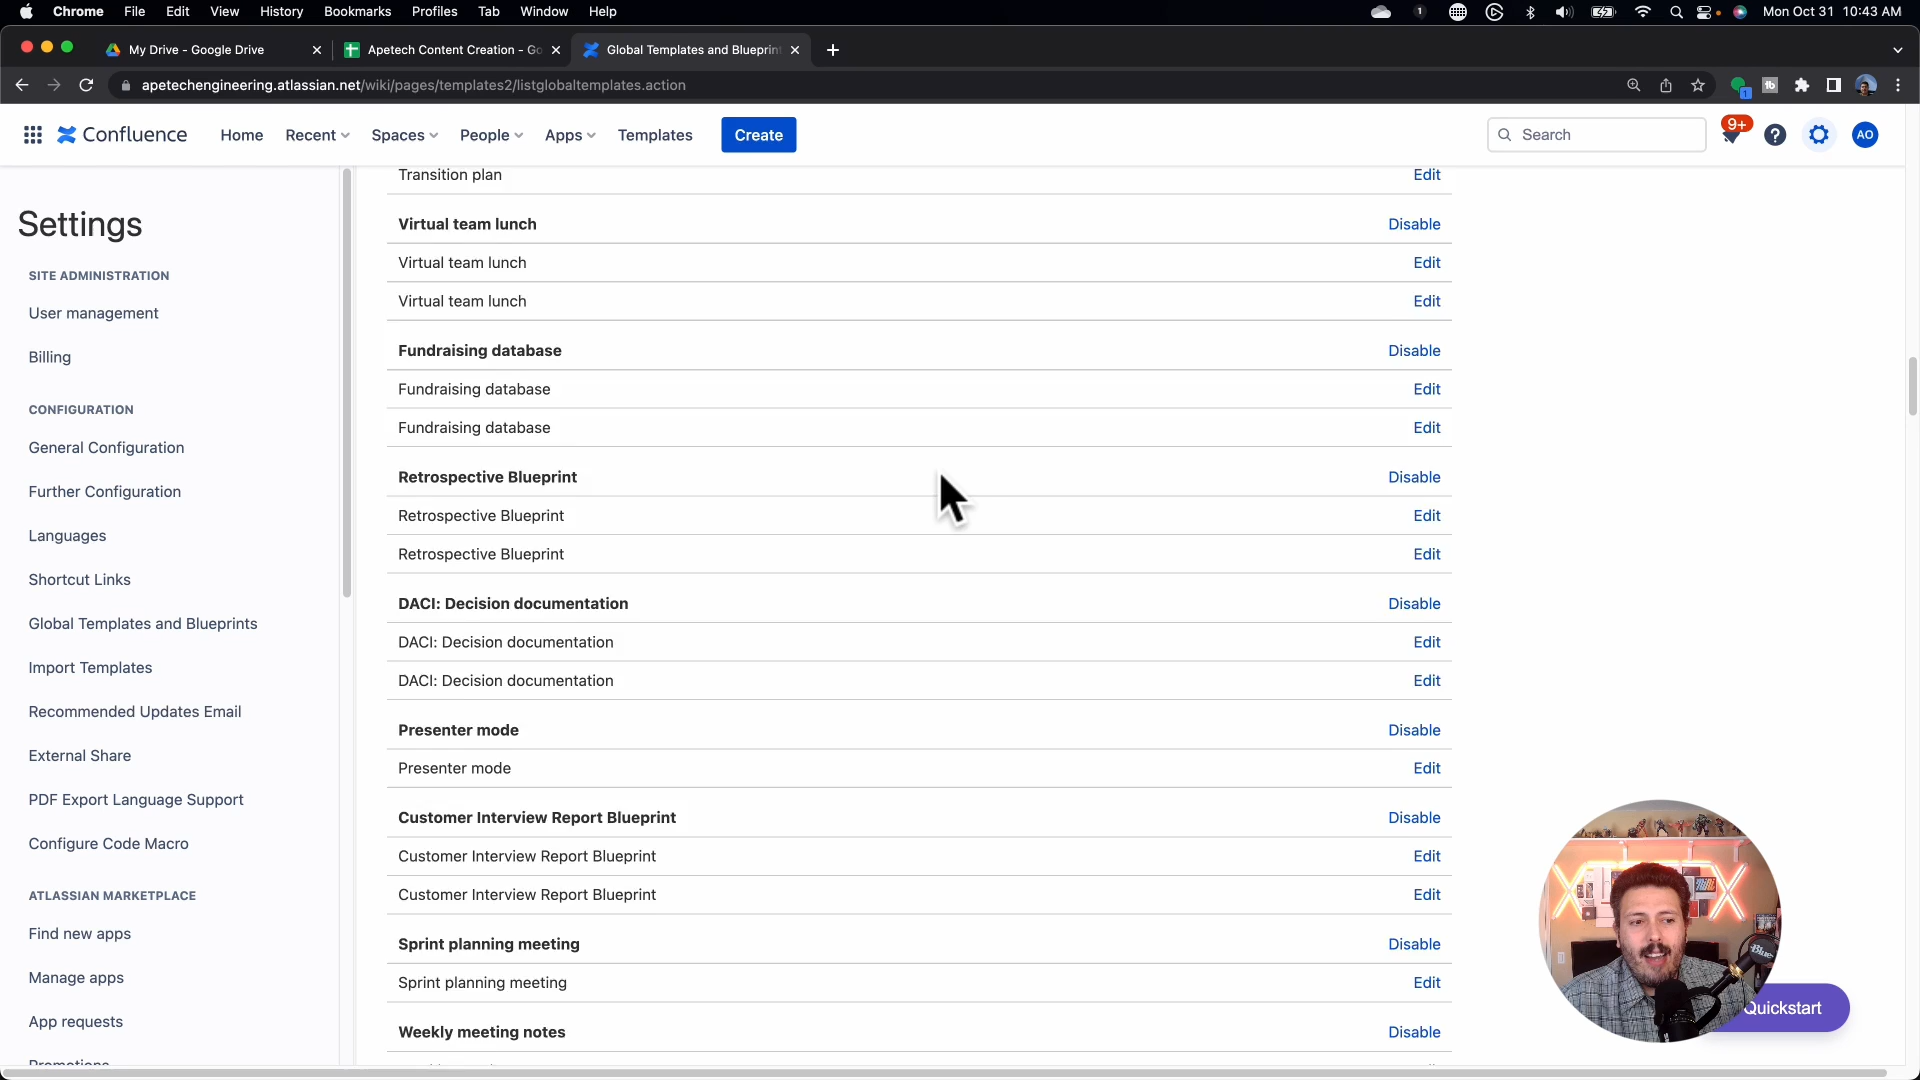 Chrome File Edit View History Bookmarks Profiles Tab Window Help 1 Mon Oct 31 10:43 AM
My Drive - Google Drive Apetech Content Creation - Go Global Templates and Blueprint
apetechengineering.atlassian.net/wiki/pages/templates2/listglobaltemplates.action tb 1
Confluence Home Recent Spaces People Apps Templates Create Search 9+ ? AO
Settings
SITE ADMINISTRATION
User management
Billing
CONFIGURATION
General Configuration
Further Configuration
Languages
Shortcut Links
Global Templates and Blueprints
Import Templates
Recommended Updates Email
External Share
PDF Export Language Support
Configure Code Macro
ATLASSIAN MARKETPLACE
Find new apps
Manage apps
App requests
Promotions
Transition plan Edit
Virtual team lunch Disable
Virtual team lunch Edit
Virtual team lunch Edit
Fundraising database Disable
Fundraising database Edit
Fundraising database Edit
Retrospective Blueprint Disable
Retrospective Blueprint Edit
Retrospective Blueprint Edit
DACI: Decision documentation Disable
DACI: Decision documentation Edit
DACI: Decision documentation Edit
Presenter mode Disable
Presenter mode Edit
Customer Interview Report Blueprint Disable
Customer Interview Report Blueprint Edit
Customer Interview Report Blueprint Edit
Sprint planning meeting Disable
Sprint planning meeting Edit
Weekly meeting notes Disable
Blue
Quickstart